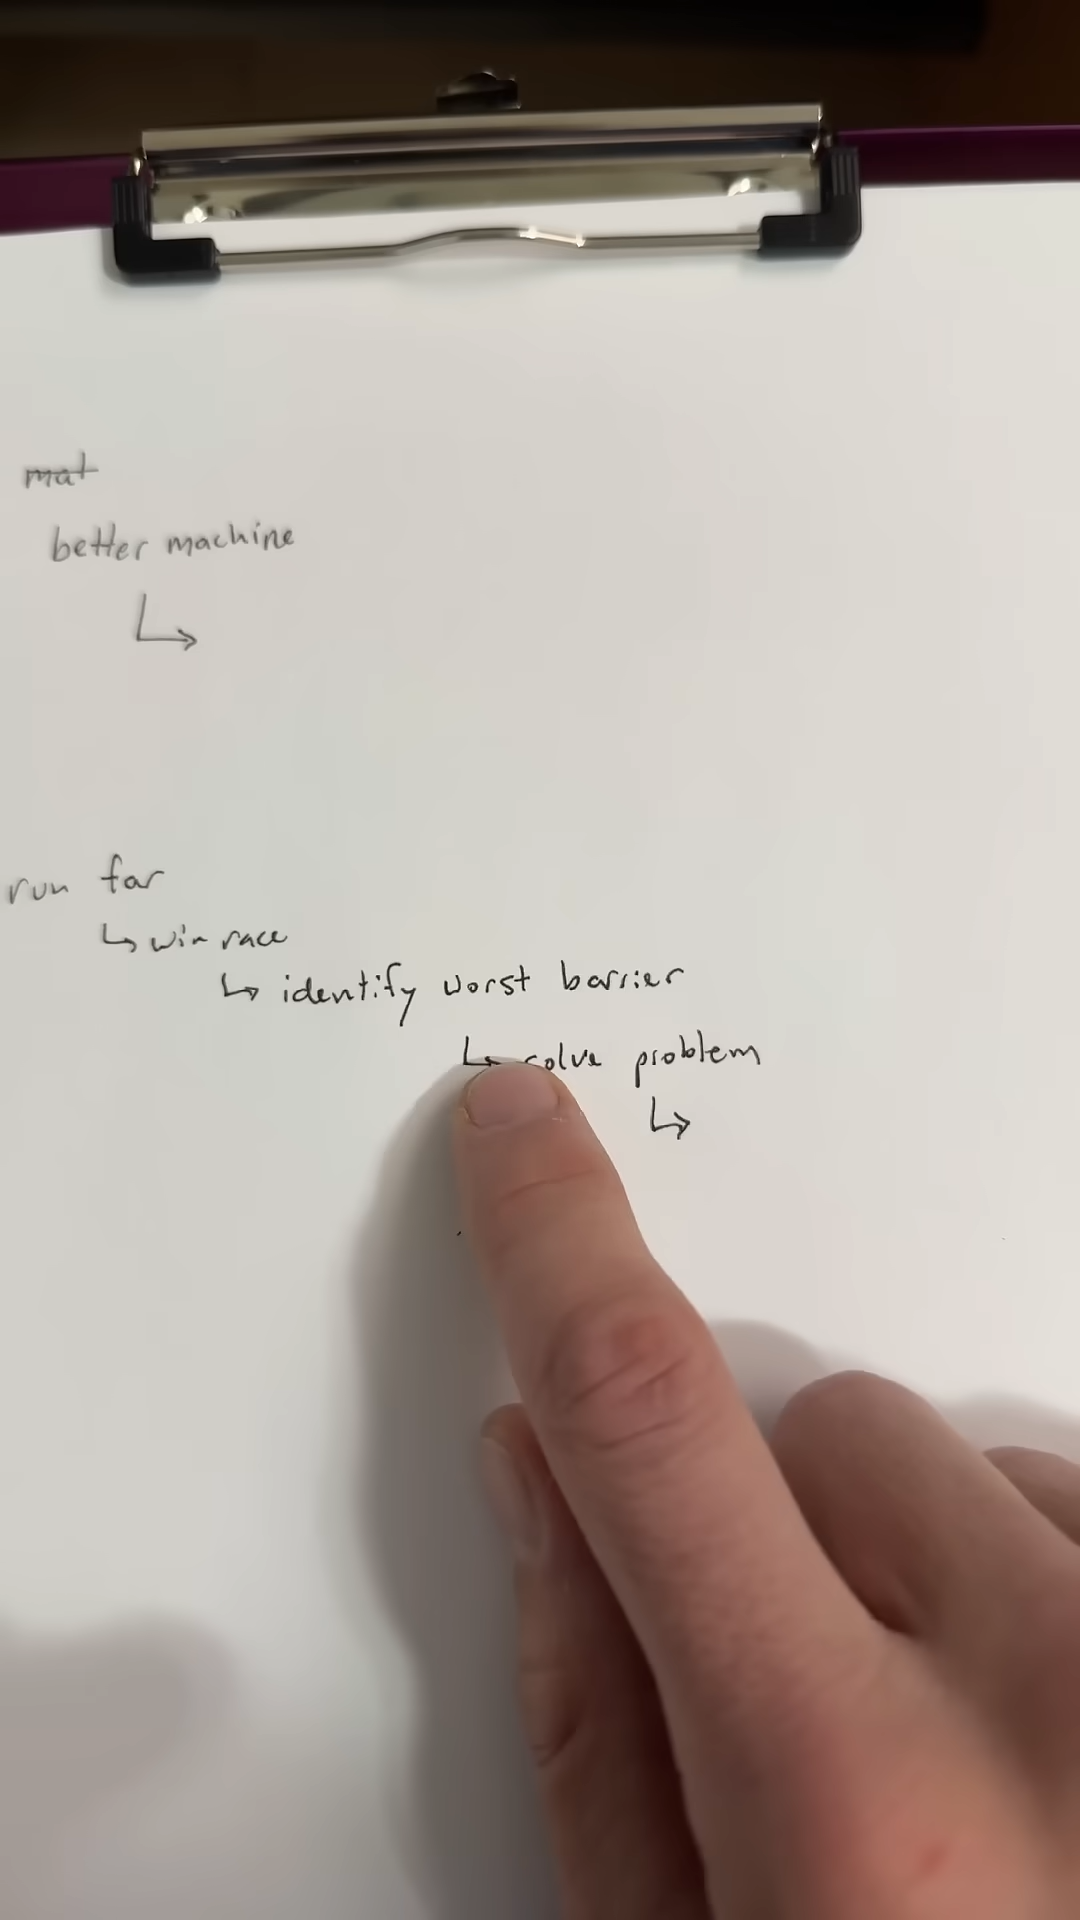 mat
better machine
↳
run far
↳ win race
↳ identify worst barrier
↳ solve problem
↳